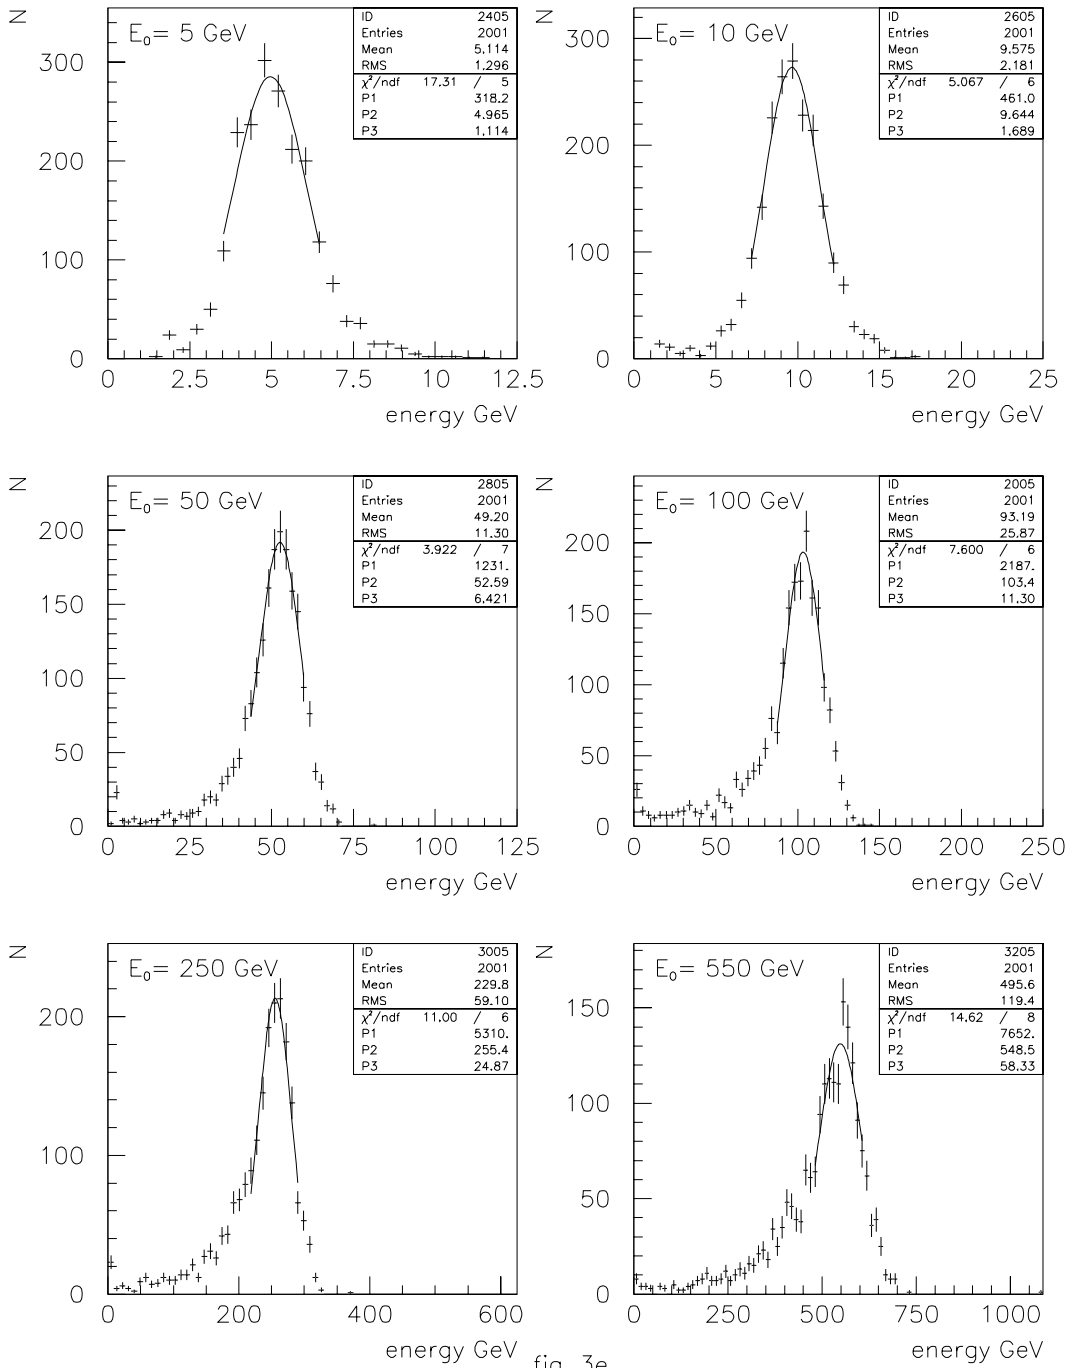 N
E₀= 5 GeV
ID 2405
Entries 2001
Mean 5.114
RMS 1.296
χ²/ndf 17.31 / 5
P1 318.2
P2 4.965
P3 1.114
300
200
100
0
0 2.5 5 7.5 10 12.5
energy GeV
N
E₀= 10 GeV
ID 2605
Entries 2001
Mean 9.575
RMS 2.181
χ²/ndf 5.067 / 6
P1 461.0
P2 9.644
P3 1.689
300
200
100
0
0 5 10 15 20 25
energy GeV
N
E₀= 50 GeV
ID 2805
Entries 2001
Mean 49.20
RMS 11.30
χ²/ndf 3.922 / 7
P1 1231.
P2 52.59
P3 6.421
200
150
100
50
0
0 25 50 75 100 125
energy GeV
N
E₀= 100 GeV
ID 2005
Entries 2001
Mean 93.19
RMS 25.87
χ²/ndf 7.600 / 6
P1 2187.
P2 103.4
P3 11.30
200
150
100
50
0
0 50 100 150 200 250
energy GeV
N
E₀= 250 GeV
ID 3005
Entries 2001
Mean 229.8
RMS 59.10
χ²/ndf 11.00 / 6
P1 5310.
P2 255.4
P3 24.87
200
100
0
0 200 400 600
energy GeV
N
E₀= 550 GeV
ID 3205
Entries 2001
Mean 495.6
RMS 119.4
χ²/ndf 14.62 / 8
P1 7652.
P2 548.5
P3 58.33
150
100
50
0
0 250 500 750 1000
energy GeV
fig. 3e